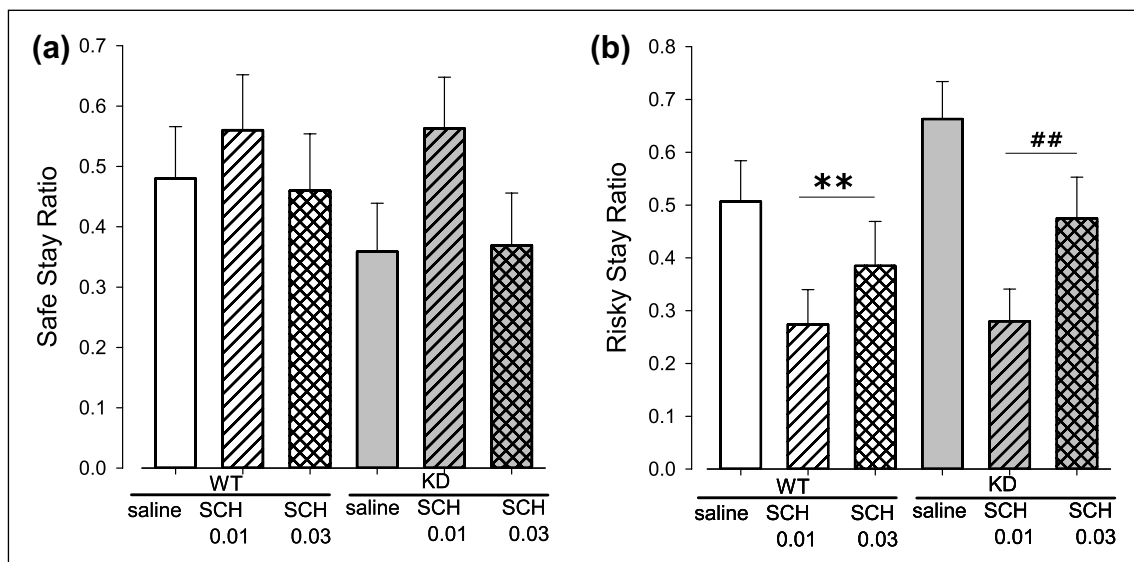 (a)
Safe Stay Ratio
0.7
0.6
0.5
0.4
0.3
0.2
0.1
0.0
WT KD
saline SCH SCH saline SCH SCH
0.01 0.03 0.01 0.03
(b)
Risky Stay Ratio
0.8
0.7
0.6
0.5
0.4
0.3
0.2
0.1
0.0
**
##
WT KD
saline SCH SCH saline SCH SCH
0.01 0.03 0.01 0.03